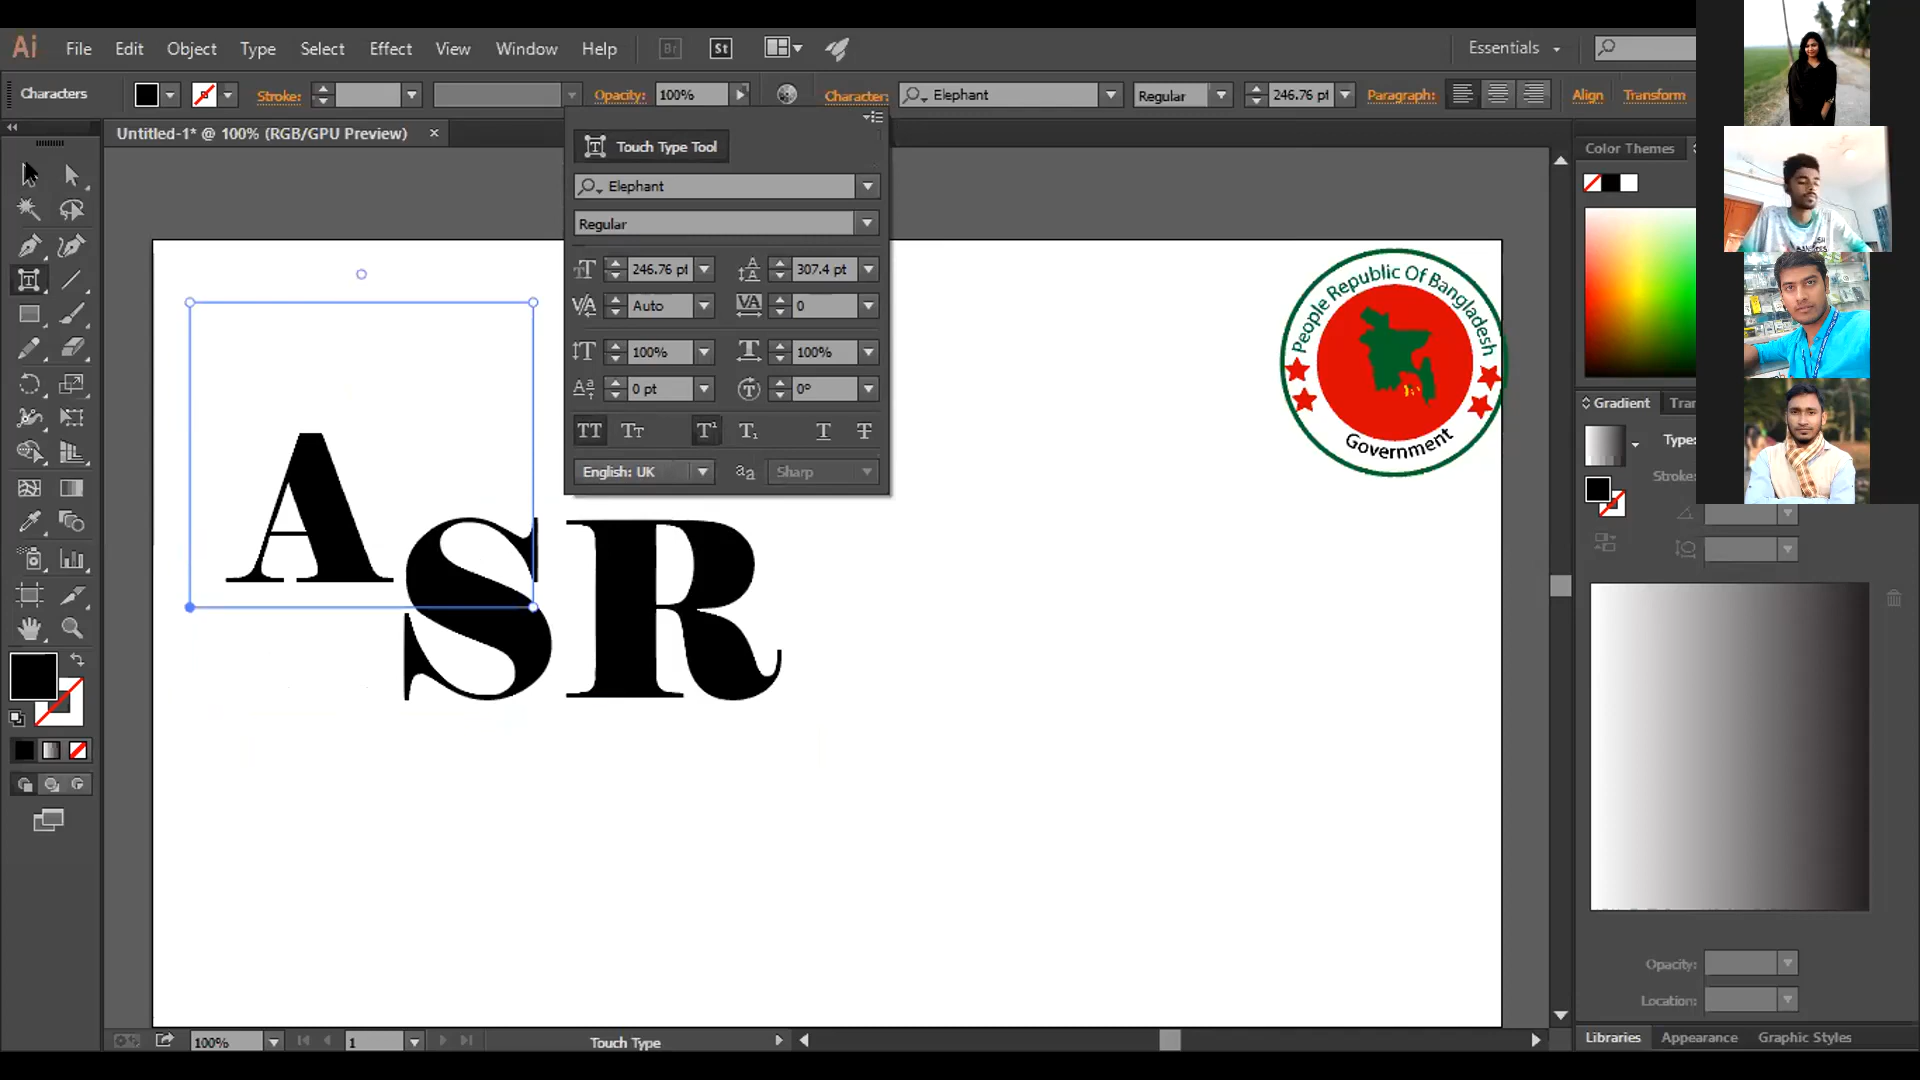 Ai File Edit Object Type Select Effect View Window Help Br St Essentials
Characters Stroke: Opacity: 100% Character: Elephant Regular 246.76 pt Paragraph: Align Transform
Untitled-1* @ 100% (RGB/GPU Preview) ×
Touch Type Tool
Elephant
Regular
246.76 pt 307.4 pt
Auto 0
100% 100%
0 pt 0°
English: UK Sharp
People Republic Of Bangladesh
Government
ASR
Color Themes
Gradient Tran
Type:
Stroke:
Opacity:
Location:
100% 1 Touch Type
Libraries Appearance Graphic Styles